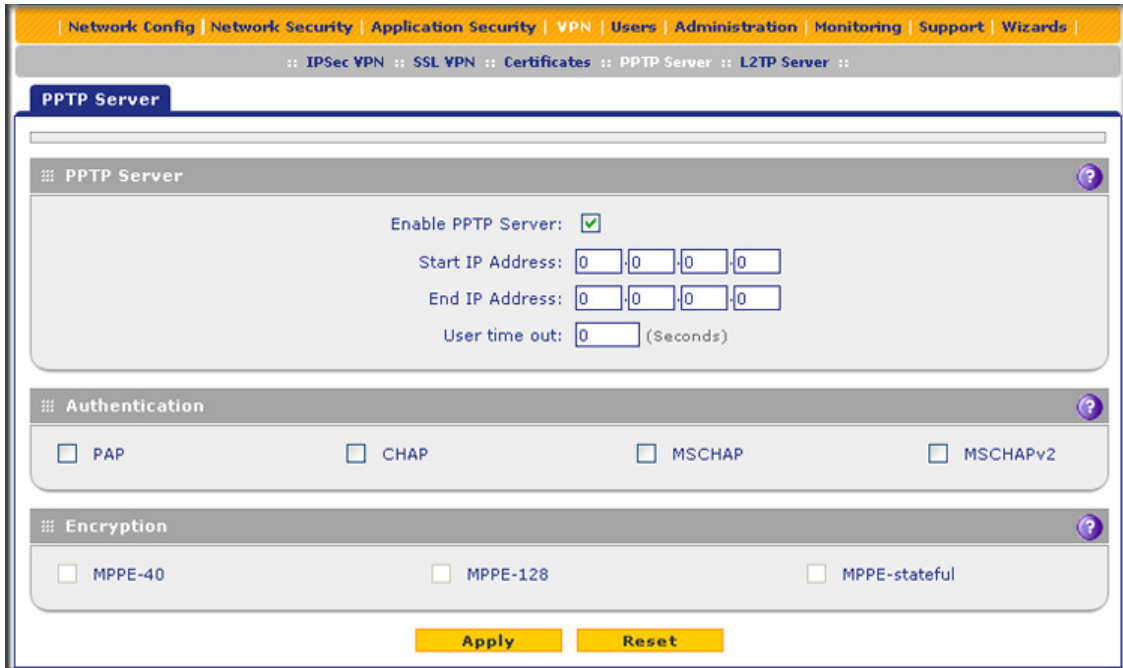 | Network Config | Network Security | Application Security | VPN | Users | Administration | Monitoring | Support | Wizards |
:: IPSec VPN :: SSL VPN :: Certificates :: PPTP Server :: L2TP Server ::
PPTP Server
PPTP Server ?
Enable PPTP Server:
Start IP Address: 0 .0 .0 .0
End IP Address: 0 .0 .0 .0
User time out: 0 (Seconds)
Authentication ?
PAP CHAP MSCHAP MSCHAPv2
Encryption ?
MPPE-40 MPPE-128 MPPE-stateful
Apply Reset